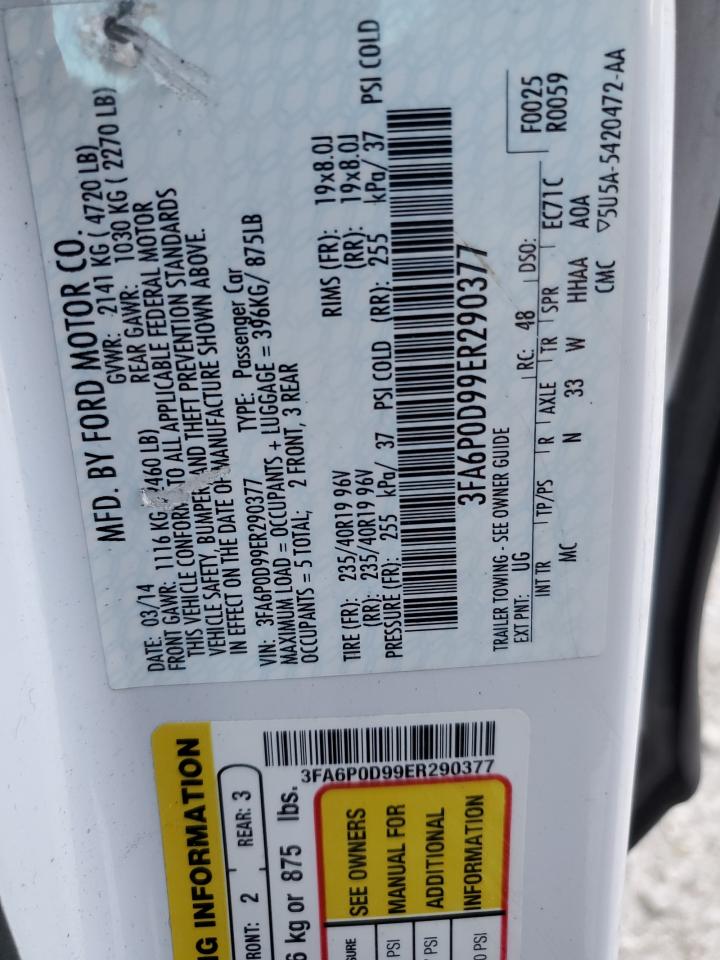 MFD. BY FORD MOTOR CO.
DATE: 03/14 GVWR: 2141 KG ( 4720 LB)
FRONT GAWR: 1116 KG 2460 LB) REAR GAWR: 1030 KG ( 2270 LB)
THIS VEHICLE CONFORMS TO ALL APPLICABLE FEDERAL MOTOR
VEHICLE SAFETY, BUMPER, AND THEFT PREVENTION STANDARDS
IN EFFECT ON THE DATE OF MANUFACTURE SHOWN ABOVE.
VIN: 3FA6P0D99ER290377 TYPE: Passenger Car
MAXIMUM LOAD = OCCUPANTS + LUGGAGE = 396KG/ 875LB
OCCUPANTS = 5 TOTAL; 2 FRONT, 3 REAR
TIRE (FR): 235/40R19 96V RIMS (FR): 19x8.0J
(RR): 235/40R19 96V (RR): 19x8.0J
PRESSURE (FR): 255 kPa/ 37 PSI COLD (RR): 255 kPa/ 37 PSI COLD
3FA6P0D99ER290377
F0025
R0059
TRAILER TOWING - SEE OWNER GUIDE
EXT PNT: UG RC: 48 DSO:
INT TR TP/PS R AXLE TR SPR EC71C
MC N 33 W HHAA A0A
CMC ▽5U5A-5420472-AA
3FA6P0D99ER290377
NG INFORMATION
FRONT: 2 REAR: 3
6 kg or 875 lbs.
SEE OWNERS
MANUAL FOR
ADDITIONAL
INFORMATION
PSI
PSI
0 PSI